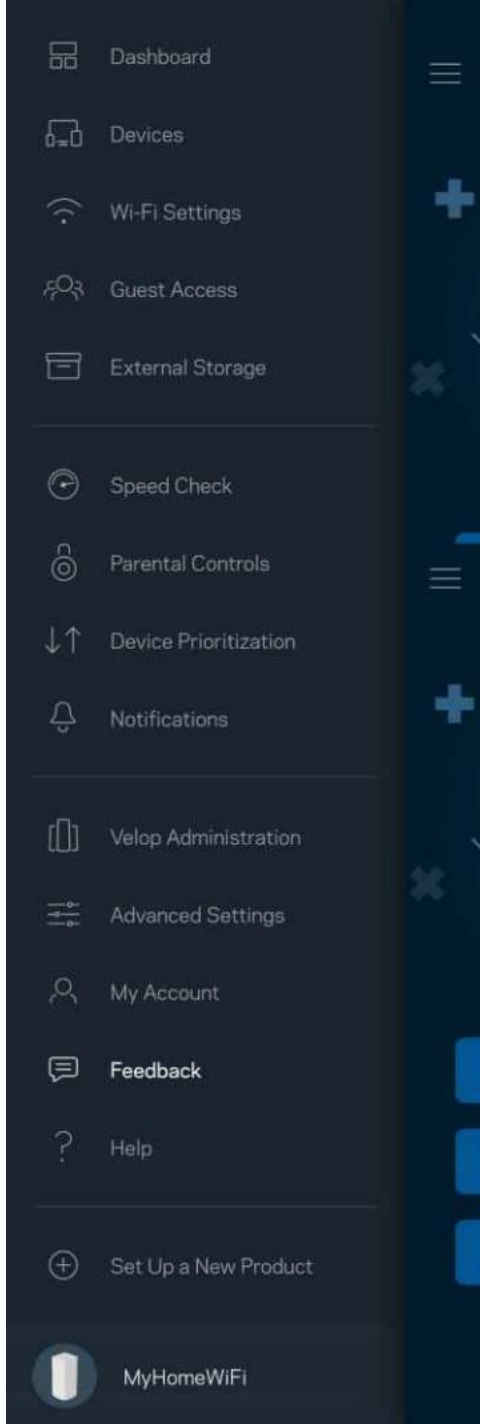 Dashboard
Devices
Wi-Fi Settings
Guest Access
External Storage
Speed Check
Parental Controls
Device Prioritization
Notifications
Velop Administration
Advanced Settings
My Account
Feedback
Help
Set Up a New Product
MyHomeWiFi